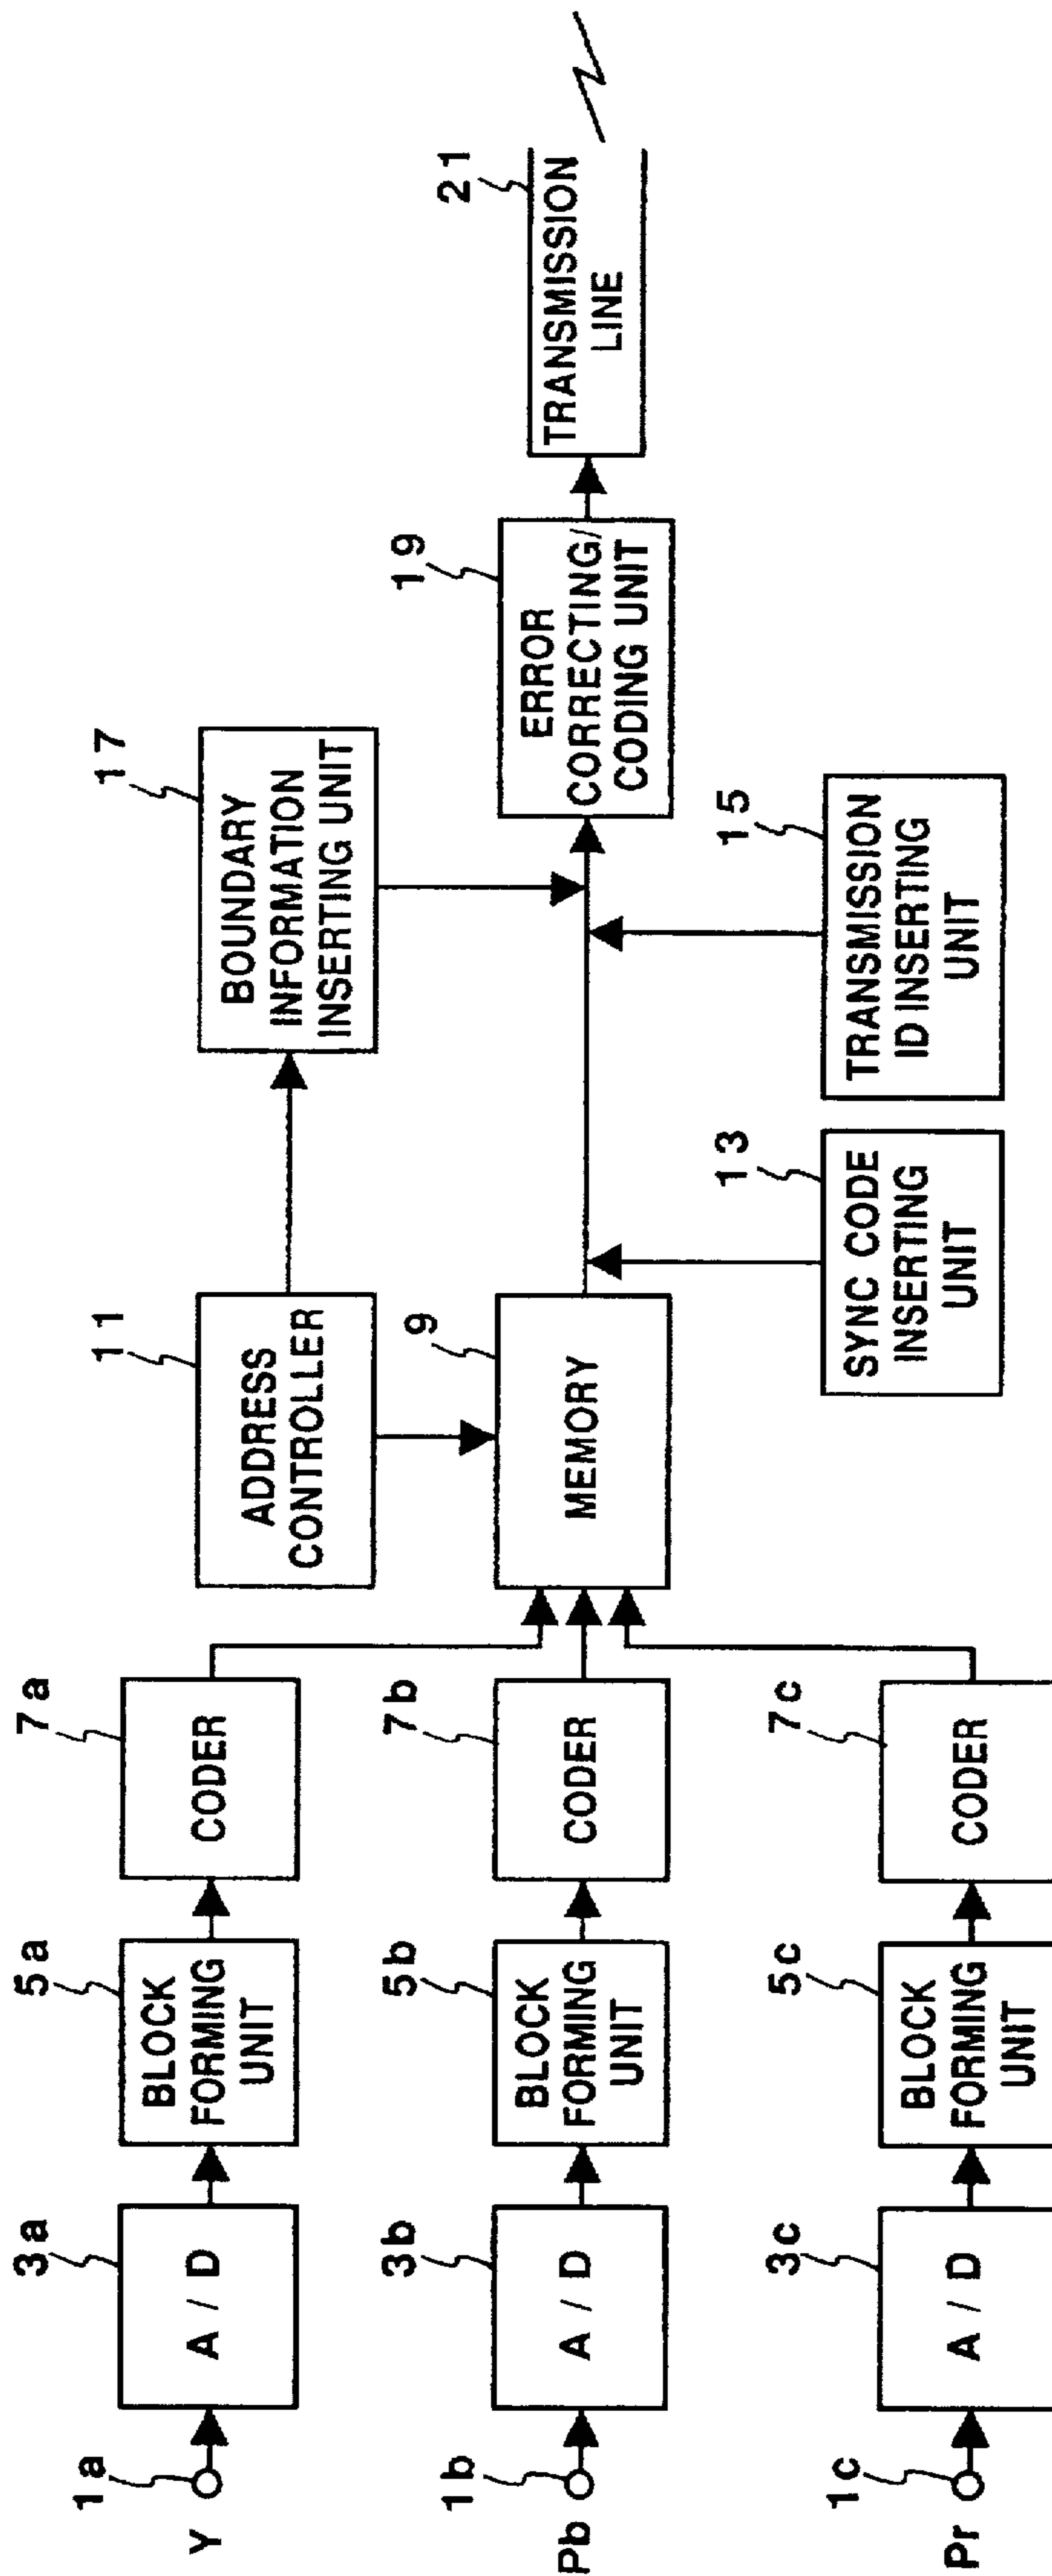 1a
Y
3a
A / D
5a
BLOCK
FORMING
UNIT
7a
CODER
1b
Pb
3b
A / D
5b
BLOCK
FORMING
UNIT
7b
CODER
1c
Pr
3c
A / D
5c
BLOCK
FORMING
UNIT
7c
CODER
11
ADDRESS
CONTROLLER
9
MEMORY
13
SYNC CODE
INSERTING
UNIT
15
TRANSMISSION
ID INSERTING
UNIT
17
BOUNDARY
INFORMATION
INSERTING UNIT
19
ERROR
CORRECTING/
CODING UNIT
21
TRANSMISSION
LINE